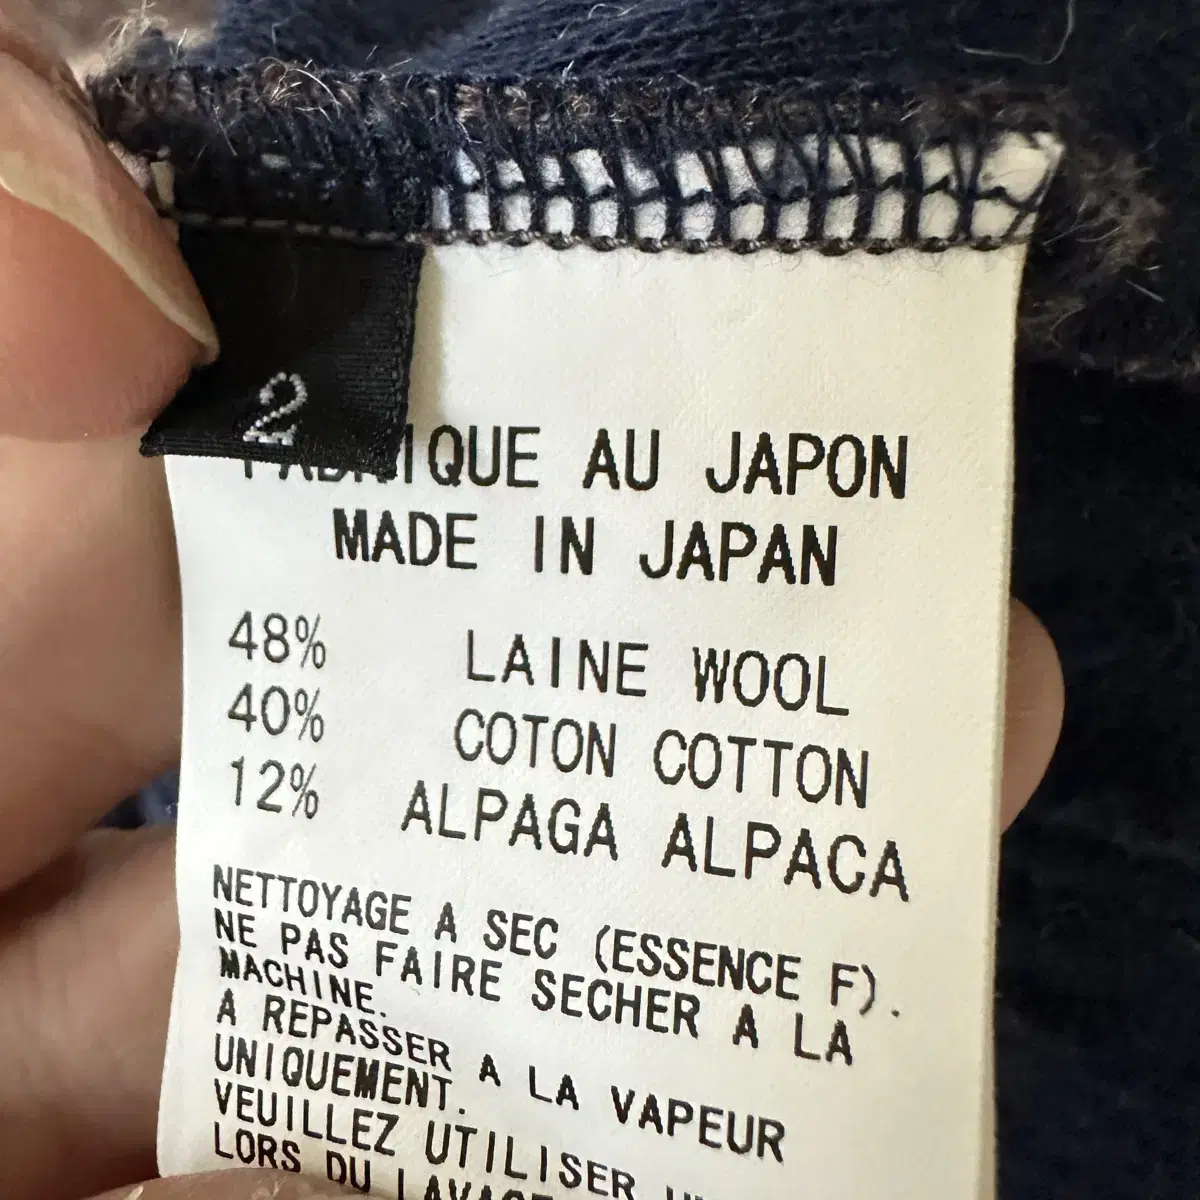 2
FABRIQUE AU JAPON
MADE IN JAPAN
48% LAINE WOOL
40% COTON COTTON
12% ALPAGA ALPACA
NETTOYAGE A SEC (ESSENCE F).
NE PAS FAIRE SECHER A LA
MACHINE.
A REPASSER A LA VAPEUR
UNIQUEMENT.
VEUILLEZ UTILISER
LORS DU LAVAGE